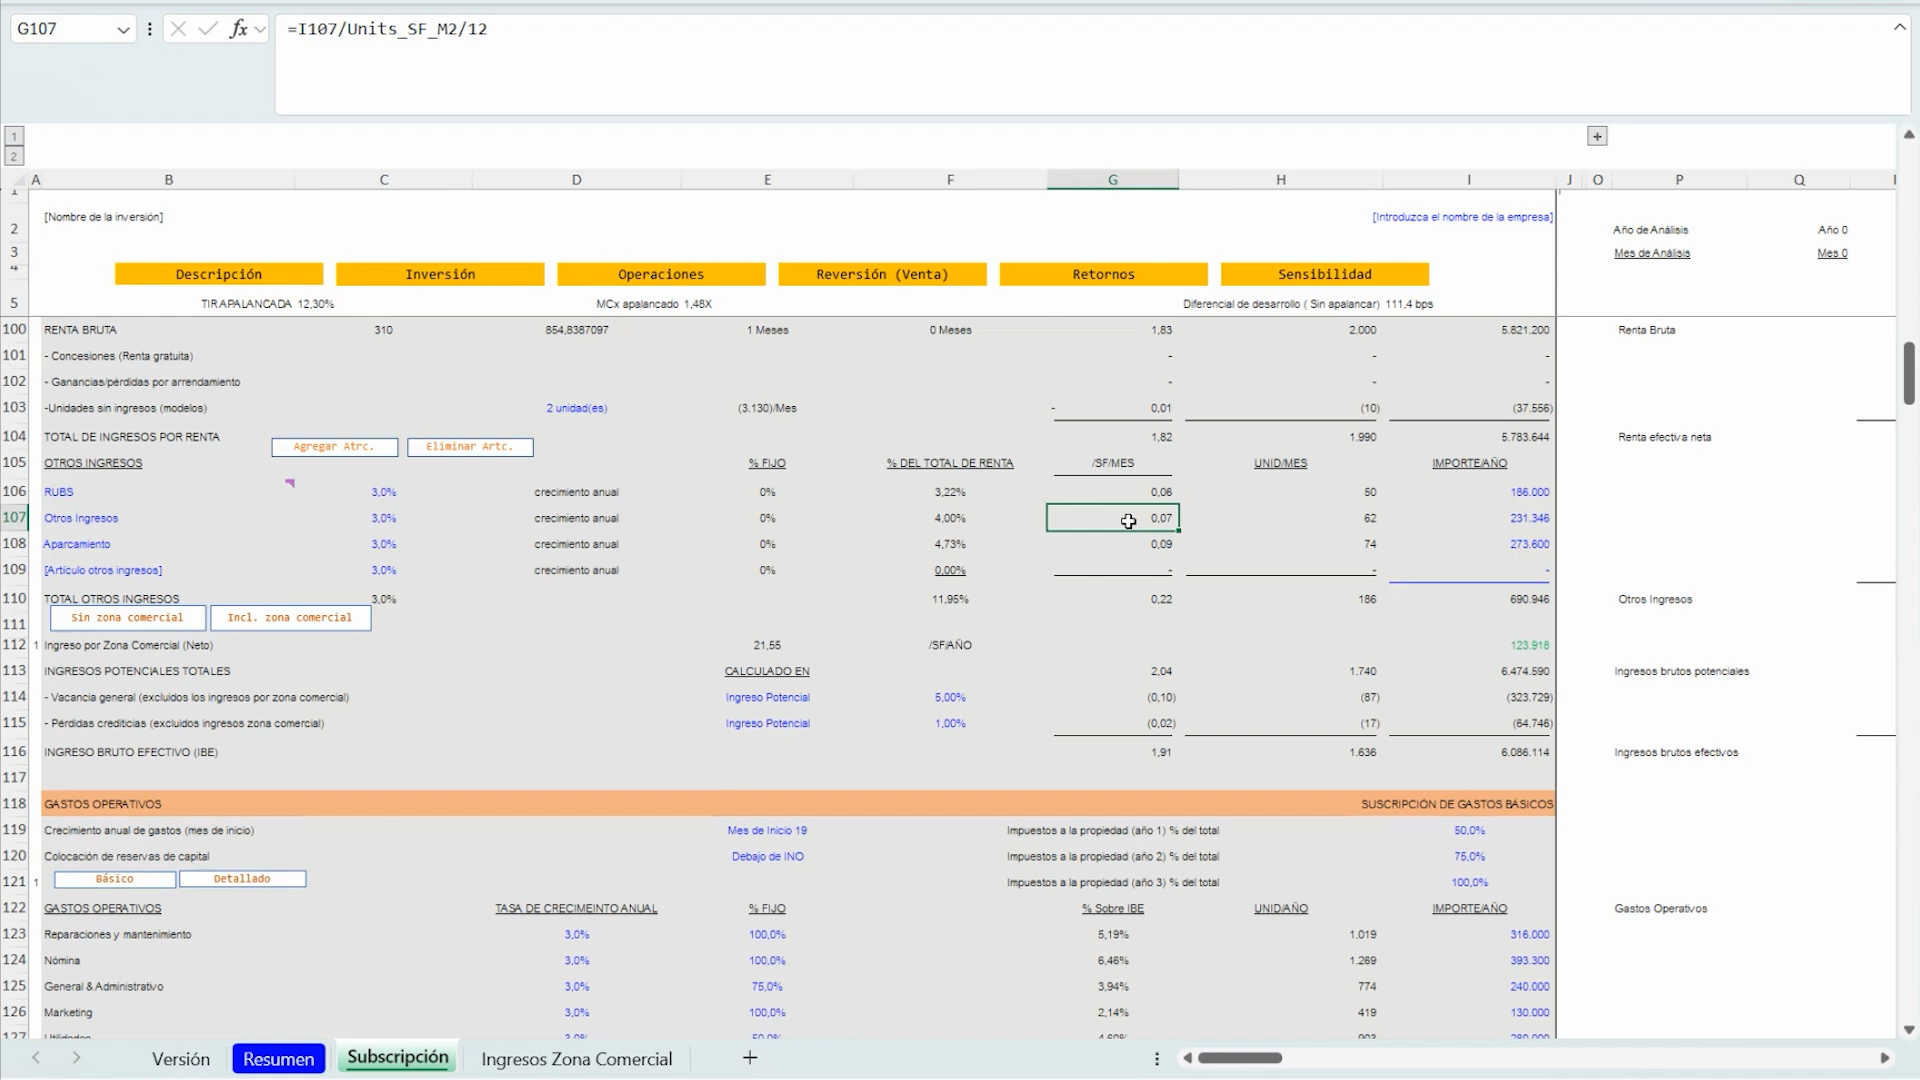 G107 fx =I107/Units_SF_M2/12
1
2
+
A B C D E F G H I J O P Q
1
2 [Nombre de la inversión] [Introduzca el nombre de la empresa] Año de Análisis Año 0
3 Mes de Análisis Mes 0
4 Descripción Inversión Operaciones Reversión (Venta) Retornos Sensibilidad
5 TIR APALANCADA 12,30% MCx apalancado 1,48X Diferencial de desarrollo ( Sin apalancar) 111,4 bps
100 RENTA BRUTA 310 854,8387097 1 Meses 0 Meses 1,83 2.000 5.821.200 Renta Bruta
101 - Concesiones (Renta gratuita) - - -
102 - Ganancias/pérdidas por arrendamiento - - -
103 -Unidades sin ingresos (modelos) 2 unidad(es) (3.130)/Mes - 0,01 (10) (37.556)
104 TOTAL DE INGRESOS POR RENTA Agregar Atrc. Eliminar Artc. 1,82 1.990 5.783.644 Renta efectiva neta
105 OTROS INGRESOS % FIJO % DEL TOTAL DE RENTA /SF/MES UNID/MES IMPORTE/AÑO
106 RUBS 3,0% crecimiento anual 0% 3,22% 0,06 50 186.000
107 Otros Ingresos 3,0% crecimiento anual 0% 4,00% 0,07 62 231.346
108 Aparcamiento 3,0% crecimiento anual 0% 4,73% 0,09 74 273.600
109 [Articulo otros ingresos] 3,0% crecimiento anual 0% 0,00% - - -
110 TOTAL OTROS INGRESOS 3,0% 11,95% 0,22 186 690.946 Otros Ingresos
111 Sin zona comercial Incl. zona comercial
112 1 Ingreso por Zona Comercial (Neto) 21,55 /SF/AÑO 123.918
113 INGRESOS POTENCIALES TOTALES CALCULADO EN 2,04 1.740 6.474.590 Ingresos brutos potenciales
114 - Vacancia general (excluidos los ingresos por zona comercial) Ingreso Potencial 5,00% (0,10) (87) (323.729)
115 - Pérdidas crediticias (excluidos ingresos zona comercial) Ingreso Potencial 1,00% (0,02) (17) (64.746)
116 INGRESO BRUTO EFECTIVO (IBE) 1,91 1.636 6.086.114 Ingresos brutos efectivos
117
118 GASTOS OPERATIVOS SUSCRIPCIÓN DE GASTOS BÁSICOS
119 Crecimiento anual de gastos (mes de inicio) Mes de Inicio 19 Impuestos a la propiedad (año 1) % del total 50,0%
120 Colocación de reservas de capital Debajo de INO Impuestos a la propiedad (año 2) % del total 75,0%
121 1 Básico Detallado Impuestos a la propiedad (año 3) % del total 100,0%
122 GASTOS OPERATIVOS TASA DE CRECIMEINTO ANUAL % FIJO % Sobre IBE UNID/AÑO IMPORTE/AÑO Gastos Operativos
123 Reparaciones y mantenimiento 3,0% 100,0% 5,19% 1.019 316.000
124 Nómina 3,0% 100,0% 6,46% 1.269 393.300
125 General & Administrativo 3,0% 75,0% 3,94% 774 240.000
126 Marketing 3,0% 100,0% 2,14% 419 130.000
127
Versión Resumen Subscripción Ingresos Zona Comercial +